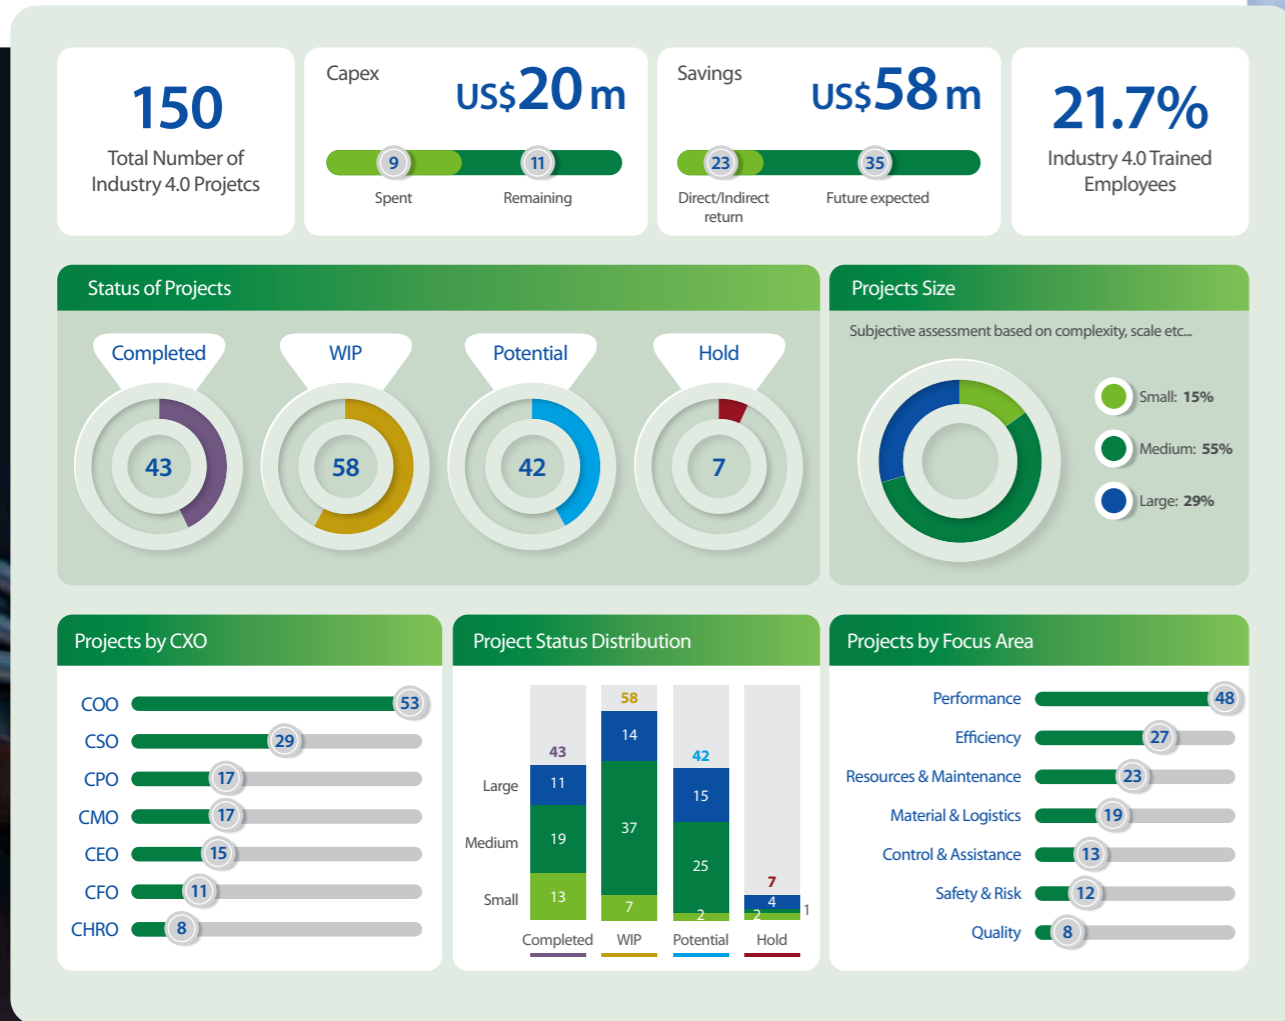 150
Total Number of
Industry 4.0 Projetcs
Capex
US$20 m
9
11
Spent
Remaining
Savings
US$58 m
23
35
Direct/Indirect
return
Future expected
21.7%
Industry 4.0 Trained
Employees
Status of Projects
Completed
WIP
Potential
Hold
43
58
42
7
Projects Size
Subjective assessment based on complexity, scale etc...
Small: 15%
Medium: 55%
Large: 29%
Projects by CXO
COO 53
CSO 29
CPO 17
CMO 17
CEO 15
CFO 11
CHRO 8
Project Status Distribution
Large
Medium
Small
43
11
19
13
58
14
37
7
42
15
25
2
7
4
2
1
Completed
WIP
Potential
Hold
Projects by Focus Area
Performance 48
Efficiency 27
Resources & Maintenance 23
Material & Logistics 19
Control & Assistance 13
Safety & Risk 12
Quality 8